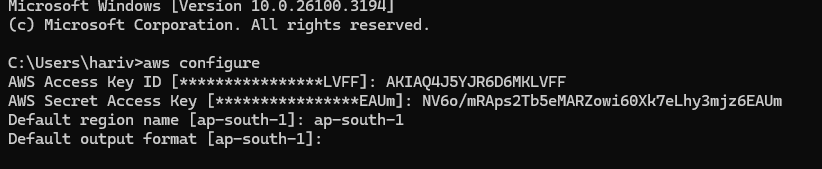 Microsoft Windows [Version 10.0.26100.3194]
(c) Microsoft Corporation. All rights reserved.
C:\Users\hariv>aws configure
AWS Access Key ID [****************LVFF]: AKIAQ4J5YJR6D6MKLVFF
AWS Secret Access Key [****************EAUm]: 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
Default region name [ap-south-1]: ap-south-1
Default output format [ap-south-1]: